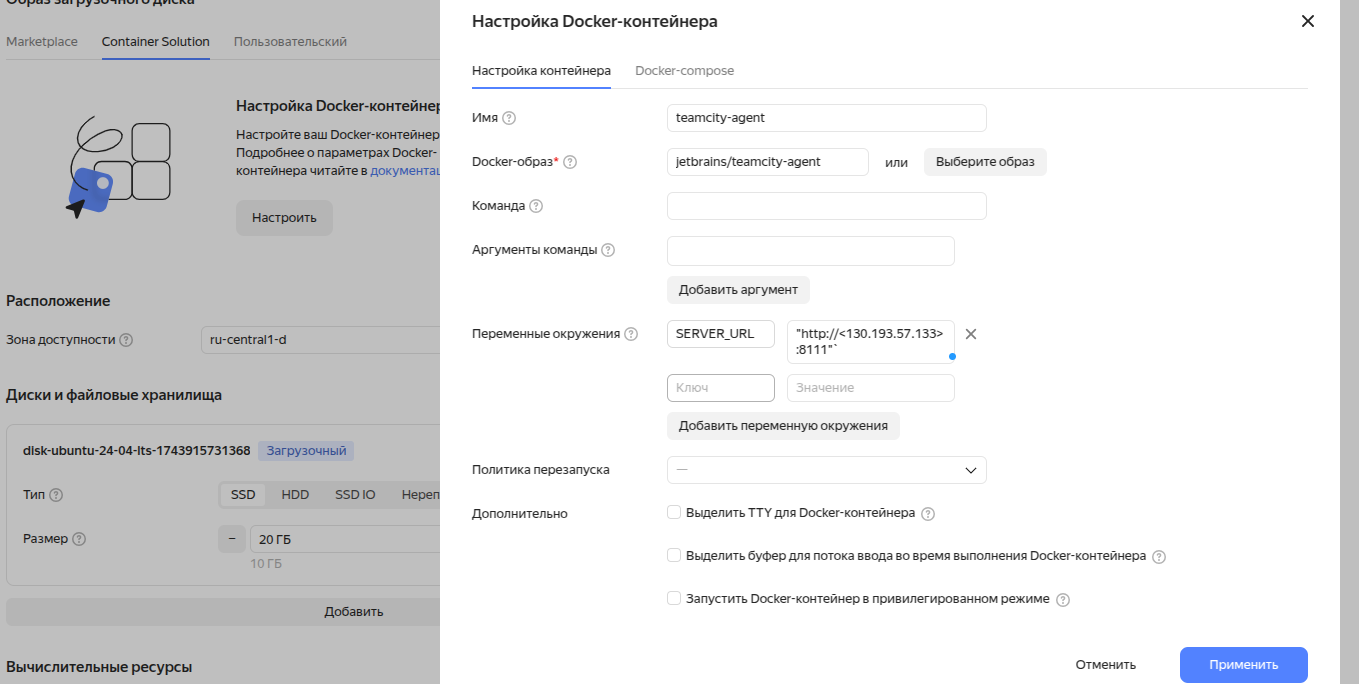 Образ загрузочного диска
Marketplace
Container Solution
Пользовательский
Настройка Docker-контейнер
Настройте ваш Docker-контейнер
Подробнее о параметрах Docker-
контейнера читайте в документац
Настроить
Расположение
Зона доступности ?
ru-central1-d
Диски и файловые хранилища
disk-ubuntu-24-04-lts-1743915731368 Загрузочный
Тип ?
SSD HDD SSD IO Нереп
Размер ?
− 20 ГБ
10 ГБ
Добавить
Вычислительные ресурсы
Настройка Docker-контейнера
Настройка контейнера
Docker-compose
Имя ?
teamcity-agent
Docker-образ* ?
jetbrains/teamcity-agent
или
Выберите образ
Команда ?
Аргументы команды ?
Добавить аргумент
Переменные окружения ?
SERVER_URL
"http://<130.193.57.133>
:8111"`
Ключ
Значение
Добавить переменную окружения
Политика перезапуска
—
Дополнительно
Выделить TTY для Docker-контейнера ?
Выделить буфер для потока ввода во время выполнения Docker-контейнера ?
Запустить Docker-контейнер в привилегированном режиме ?
Отменить
Применить